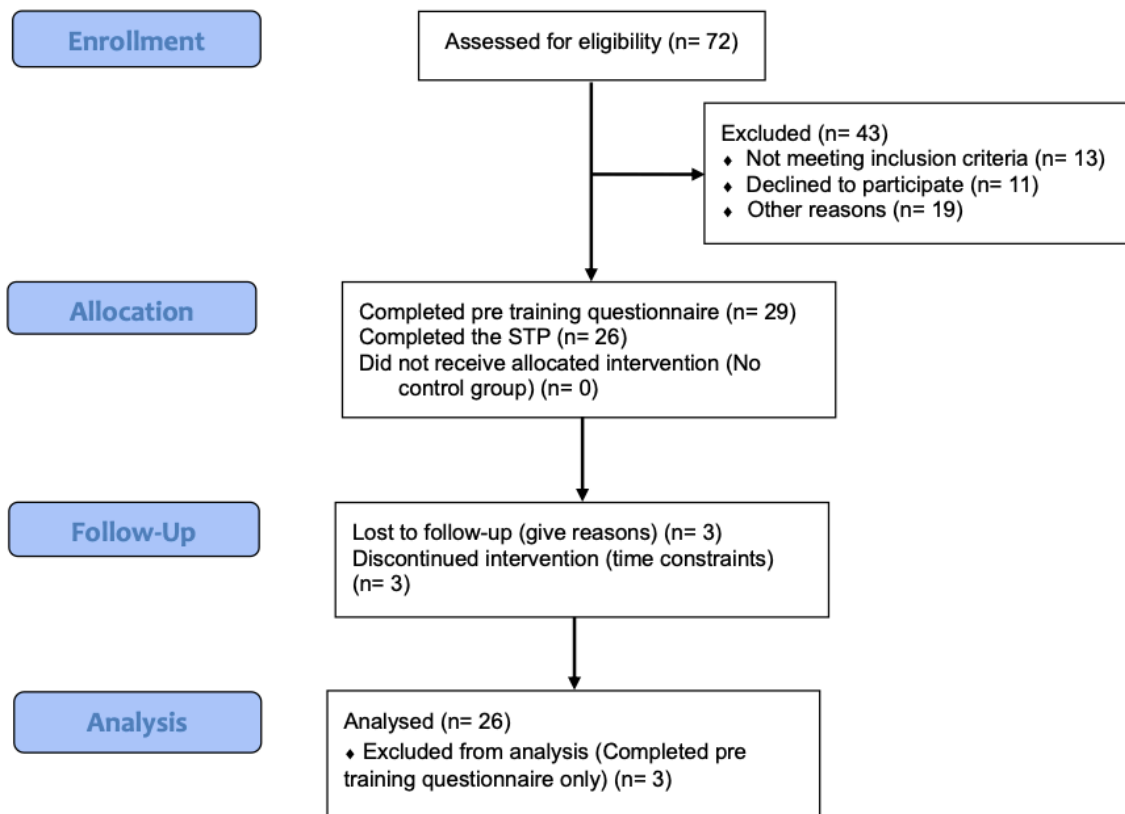 Enrollment
Assessed for eligibility (n= 72)
Excluded (n= 43)
♦ Not meeting inclusion criteria (n= 13)
♦ Declined to participate (n= 11)
♦ Other reasons (n= 19)
Allocation
Completed pre training questionnaire (n= 29)
Completed the STP (n= 26)
Did not receive allocated intervention (No
control group) (n= 0)
Follow-Up
Lost to follow-up (give reasons) (n= 3)
Discontinued intervention (time constraints)
(n= 3)
Analysis
Analysed (n= 26)
♦ Excluded from analysis (Completed pre
training questionnaire only) (n= 3)